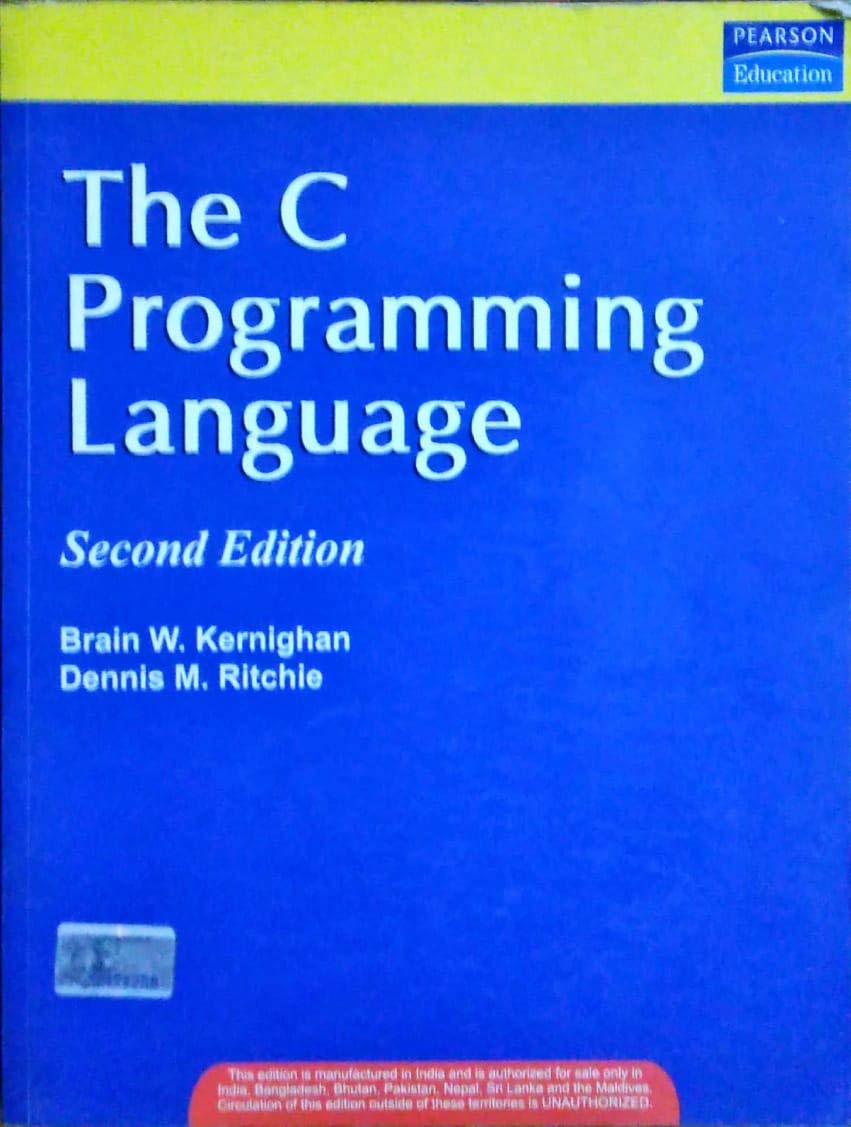 PEARSON
Education
The C
Programming
Language
Second Edition
Brain W. Kernighan
Dennis M. Ritchie
This edition is manufactured in India and is authorized for sale only in
India, Bangladesh, Bhutan, Pakistan, Nepal, Sri Lanka and the Maldives.
Circulation of this edition outside of these territories is UNAUTHORIZED.